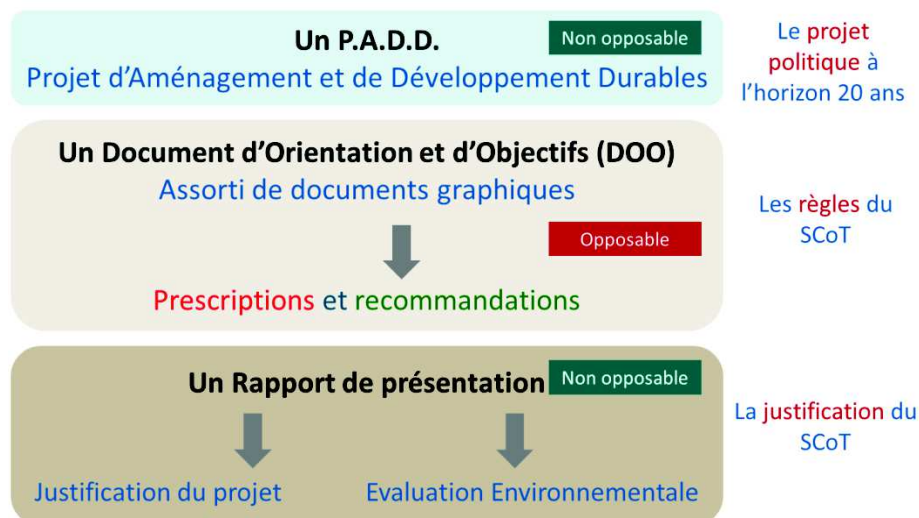 Un P.A.D.D.
Non opposable
Projet d'Aménagement et de Développement Durables
Le projet
politique à
l'horizon 20 ans
Un Document d'Orientation et d'Objectifs (DOO)
Assorti de documents graphiques
Opposable
Prescriptions et recommandations
Les règles du
SCoT
Un Rapport de présentation
Non opposable
Justification du projet
Evaluation Environnementale
La justification du
SCoT